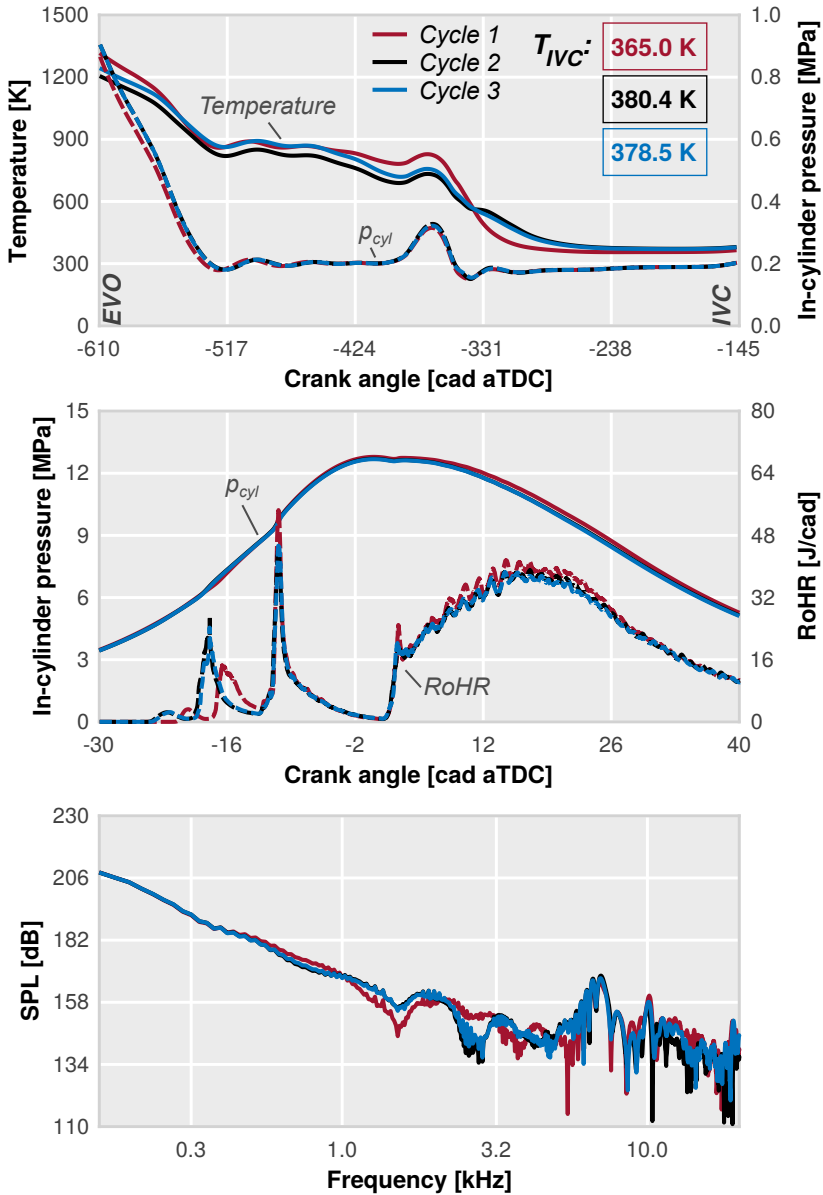 1500
1200
900
600
300
0
Temperature [K]
Cycle 1
Cycle 2
Cycle 3
T_IVC:
365.0 K
380.4 K
378.5 K
Temperature
p_cyl
EVO
IVC
1.0
0.8
0.6
0.4
0.2
0.0
In-cylinder pressure [MPa]
-610 -517 -424 -331 -238 -145
Crank angle [cad aTDC]
15
12
9
6
3
0
In-cylinder pressure [MPa]
p_cyl
RoHR
80
64
48
32
16
0
RoHR [J/cad]
-30 -16 -2 12 26 40
Crank angle [cad aTDC]
230
206
182
158
134
110
SPL [dB]
0.3 1.0 3.2 10.0
Frequency [kHz]